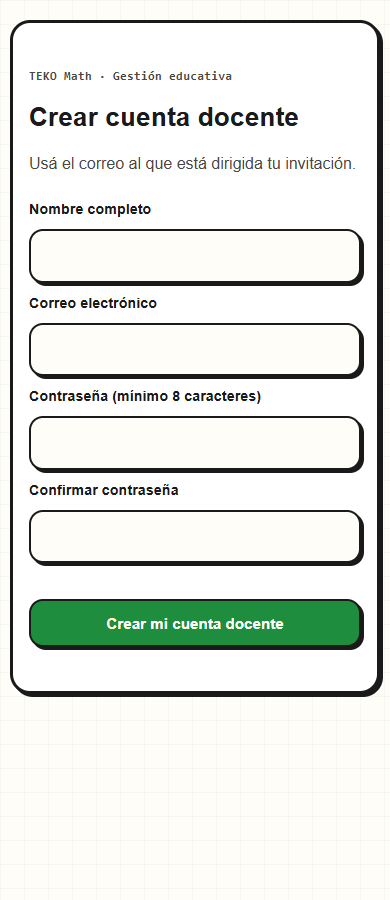 TEKO Math · Gestión educativa
Crear cuenta docente
Usá el correo al que está dirigida tu invitación.
Nombre completo
Correo electrónico
Contraseña (mínimo 8 caracteres)
Confirmar contraseña
Crear mi cuenta docente